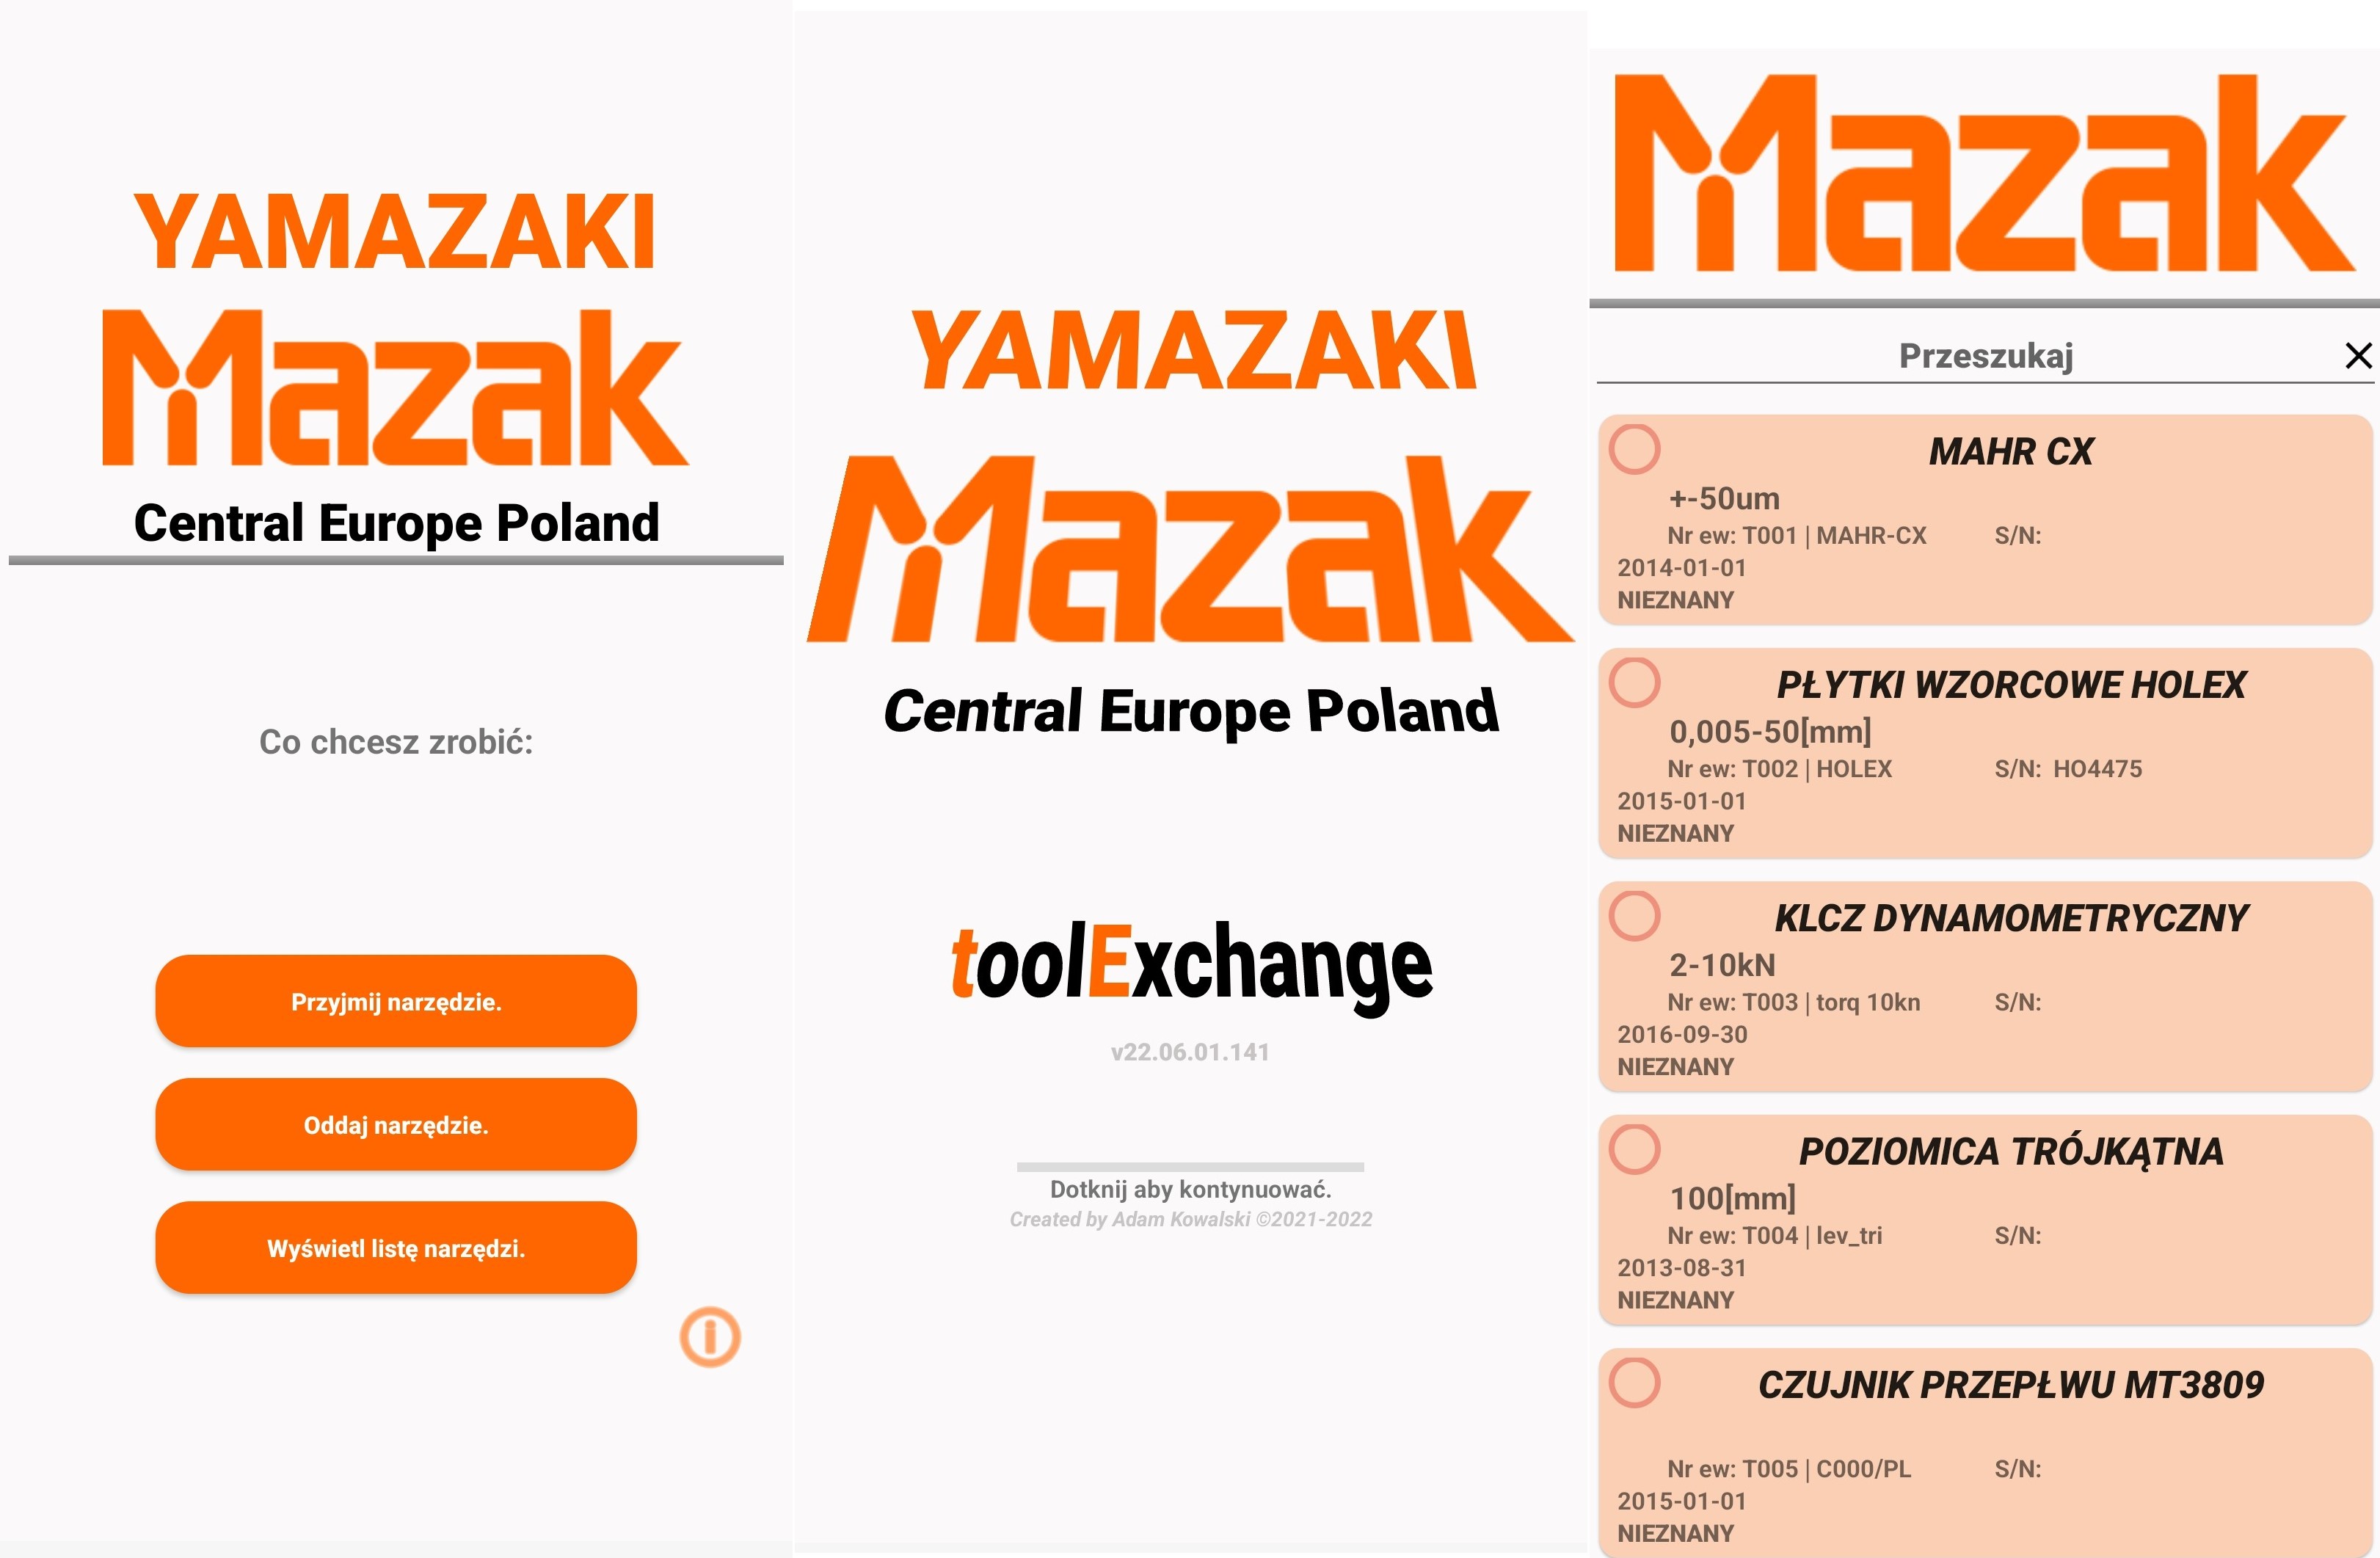 YAMAZAKI
Mazak
Central Europe Poland
Co chcesz zrobić:
Przyjmij narzędzie.
Oddaj narzędzie.
Wyświetl listę narzędzi.
YAMAZAKI
Mazak
Central Europe Poland
toolExchange
v22.06.01.141
Dotknij aby kontynuować.
Created by Adam Kowalski ©2021-2022
Mazak
Przeszukaj
MAHR CX
+-50um
Nr ew: T001 | MAHR-CX S/N:
2014-01-01
NIEZNANY
PŁYTKI WZORCOWE HOLEX
0,005-50[mm]
Nr ew: T002 | HOLEX S/N: HO4475
2015-01-01
NIEZNANY
KLCZ DYNAMOMETRYCZNY
2-10kN
Nr ew: T003 | torq 10kn S/N:
2016-09-30
NIEZNANY
POZIOMICA TRÓJKĄTNA
100[mm]
Nr ew: T004 | lev_tri S/N:
2013-08-31
NIEZNANY
CZUJNIK PRZEPŁWU MT3809
Nr ew: T005 | C000/PL S/N:
2015-01-01
NIEZNANY